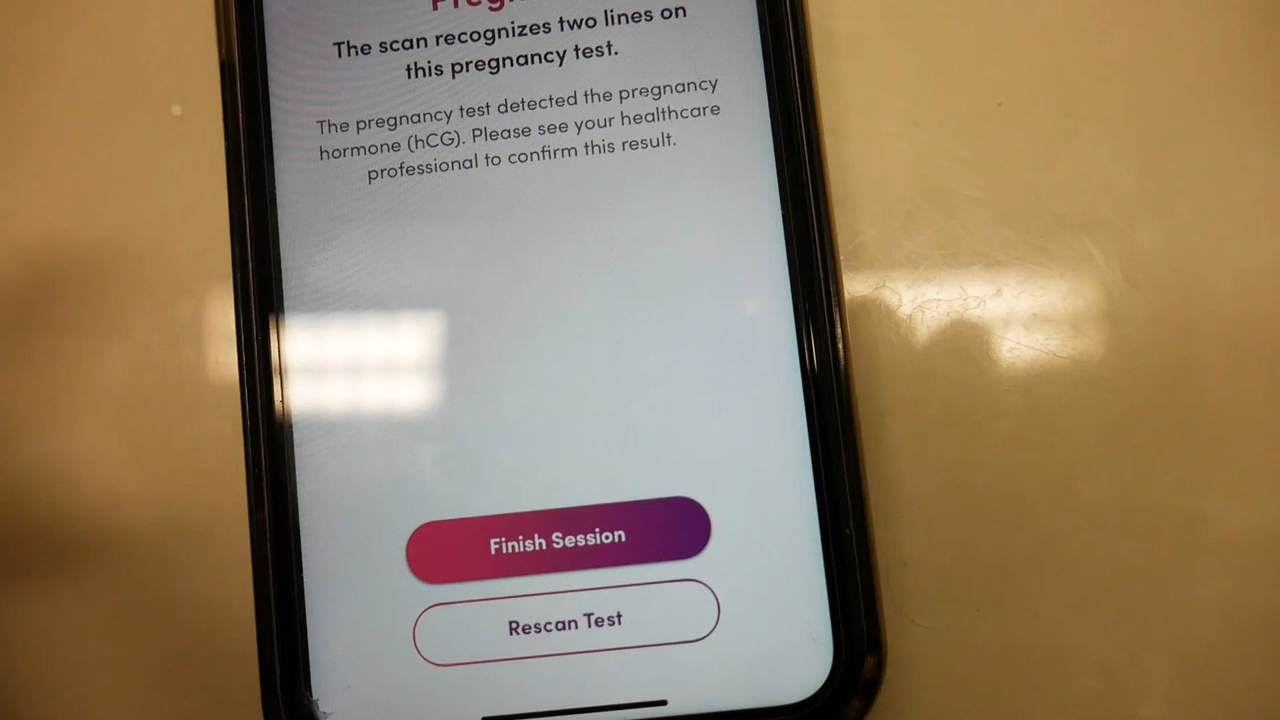 The scan recognizes two lines on
this pregnancy test.
The pregnancy test detected the pregnancy
hormone (hCG). Please see your healthcare
professional to confirm this result.
Finish Session
Rescan Test